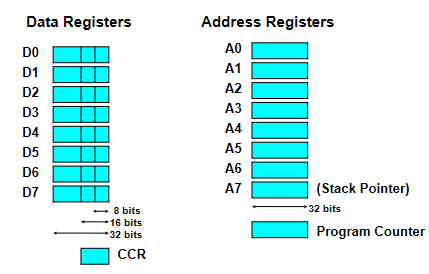 Data Registers
D0
D1
D2
D3
D4
D5
D6
D7
8 bits
16 bits
32 bits
CCR
Address Registers
A0
A1
A2
A3
A4
A5
A6
A7 (Stack Pointer)
32 bits
Program Counter